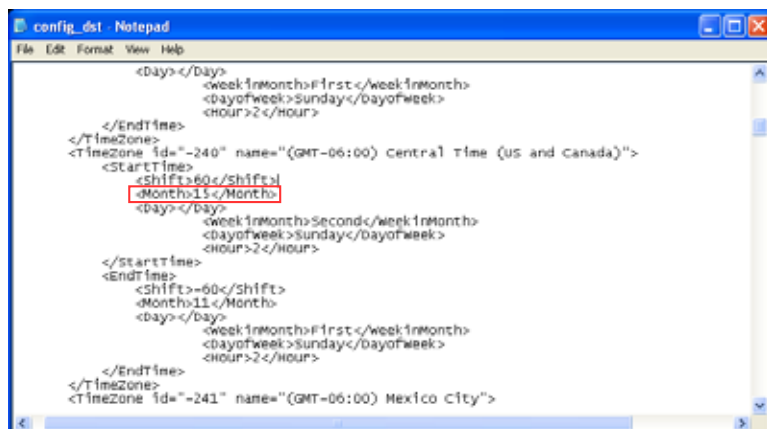 config_dst - Notepad
File Edit Format View Help
<Day></Day>
<WeekinMonth>First</WeekinMonth>
<DayofWeek>Sunday</DayofWeek>
<Hour>2</Hour>
</EndTime>
</TimeZone>
<TimeZone id="-240" name="(GMT-06:00) Central Time (US and Canada)">
<StartTime>
<Shift>60</Shift>
<Month>15</Month>
<Day></Day>
<WeekinMonth>Second</WeekinMonth>
<DayofWeek>Sunday</DayofWeek>
<Hour>2</Hour>
</StartTime>
<EndTime>
<Shift>-60</Shift>
<Month>11</Month>
<Day></Day>
<WeekinMonth>First</WeekinMonth>
<DayofWeek>Sunday</DayofWeek>
<Hour>2</Hour>
</EndTime>
</TimeZone>
<TimeZone id="-241" name="(GMT-06:00) Mexico City">